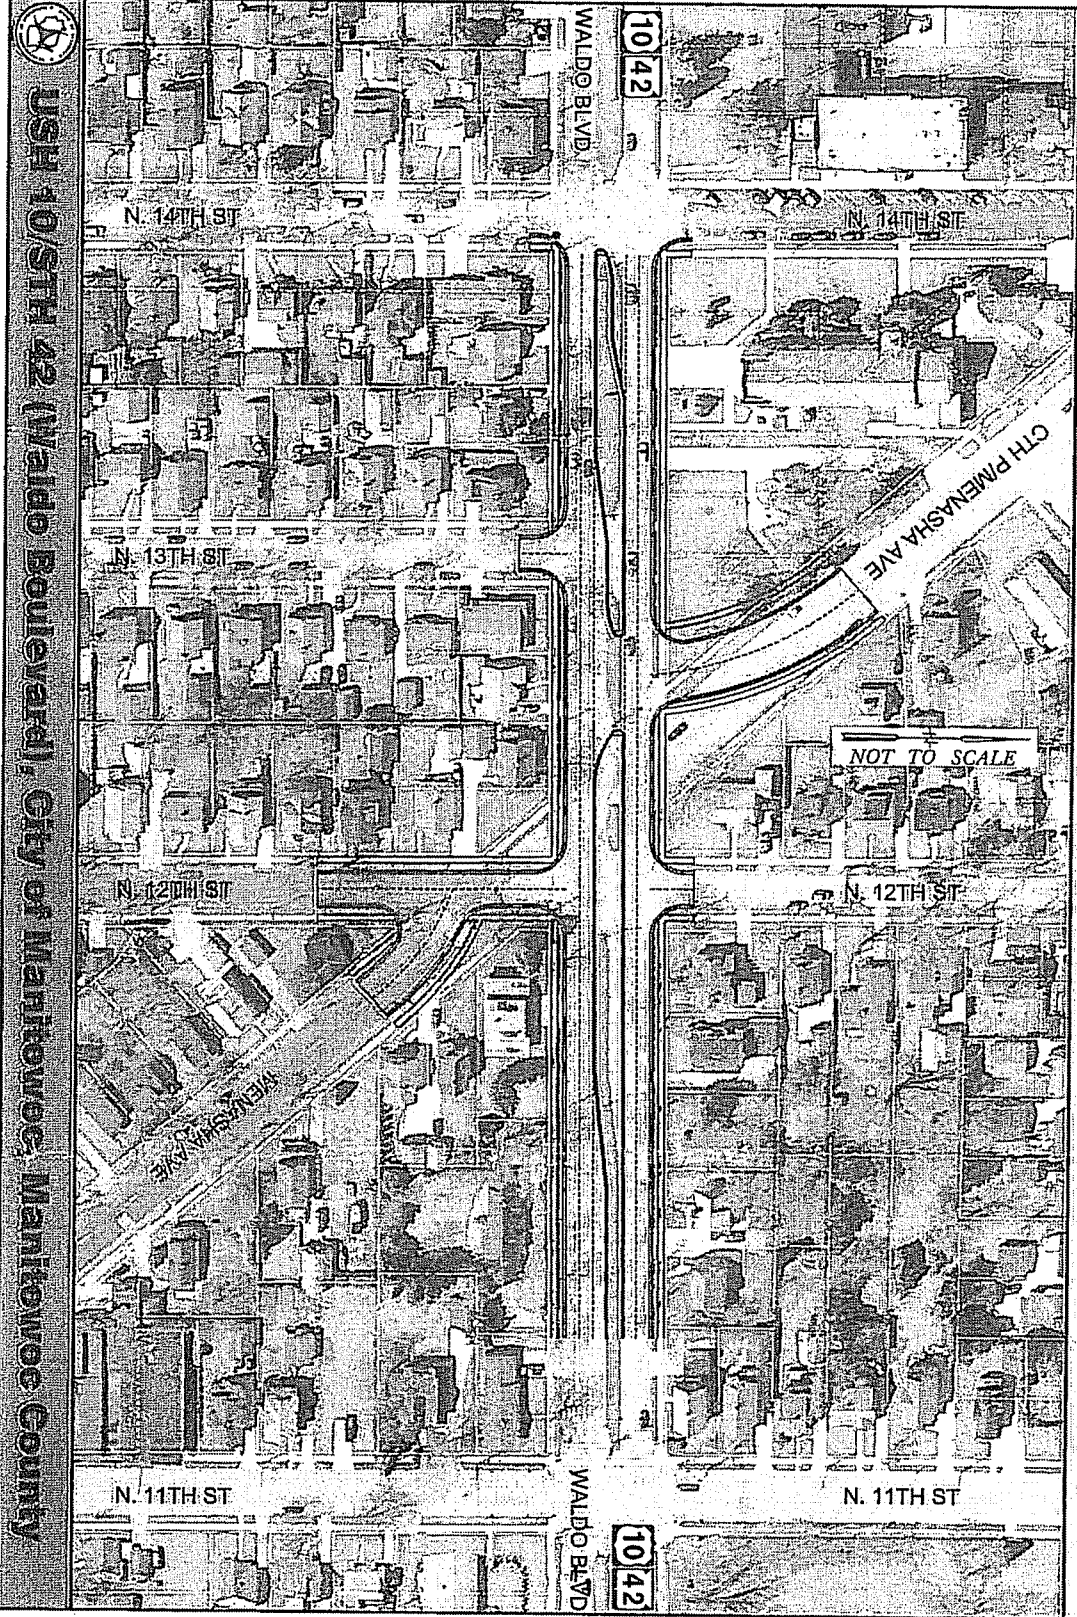 WALDO BLVD.
10 42
N. 14TH ST
N. 14TH ST
CTH P/MENASHA AVE
N. 13TH ST
NOT TO SCALE
N. 12TH ST
N. 12TH ST
MENASHA AVE
N. 11TH ST
N. 11TH ST
WALDO BLVD
10 42
USH 10/STH 42 (Waldo Boulevard), City of Manitowoc, Manitowoc County